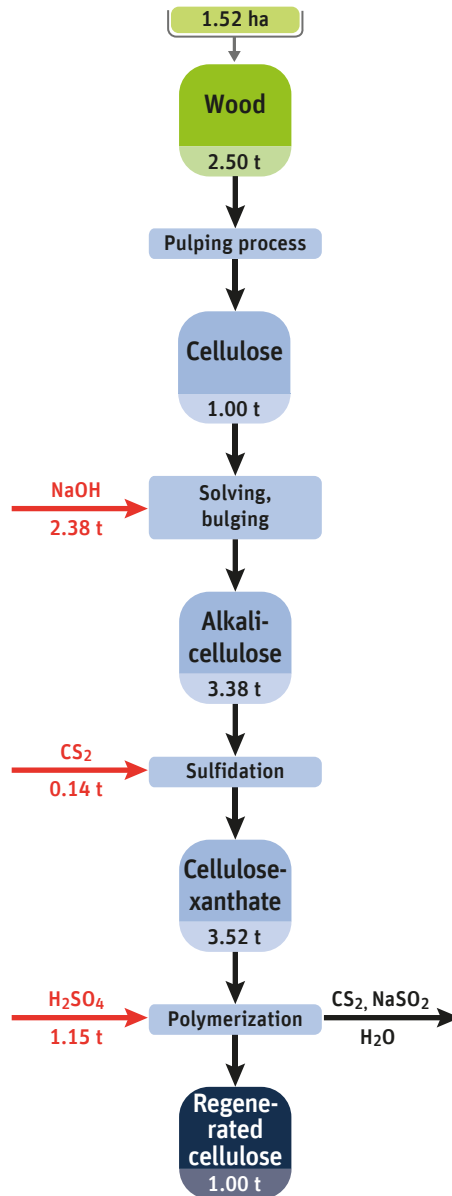 1.52 ha
Wood
2.50 t
Pulping process
Cellulose
1.00 t
NaOH
2.38 t
Solving,
bulging
Alkali-
cellulose
3.38 t
CS₂
0.14 t
Sulfidation
Cellulose-
xanthate
3.52 t
H₂SO₄
1.15 t
Polymerization
CS₂, NaSO₂
H₂O
Regene-
rated
cellulose
1.00 t